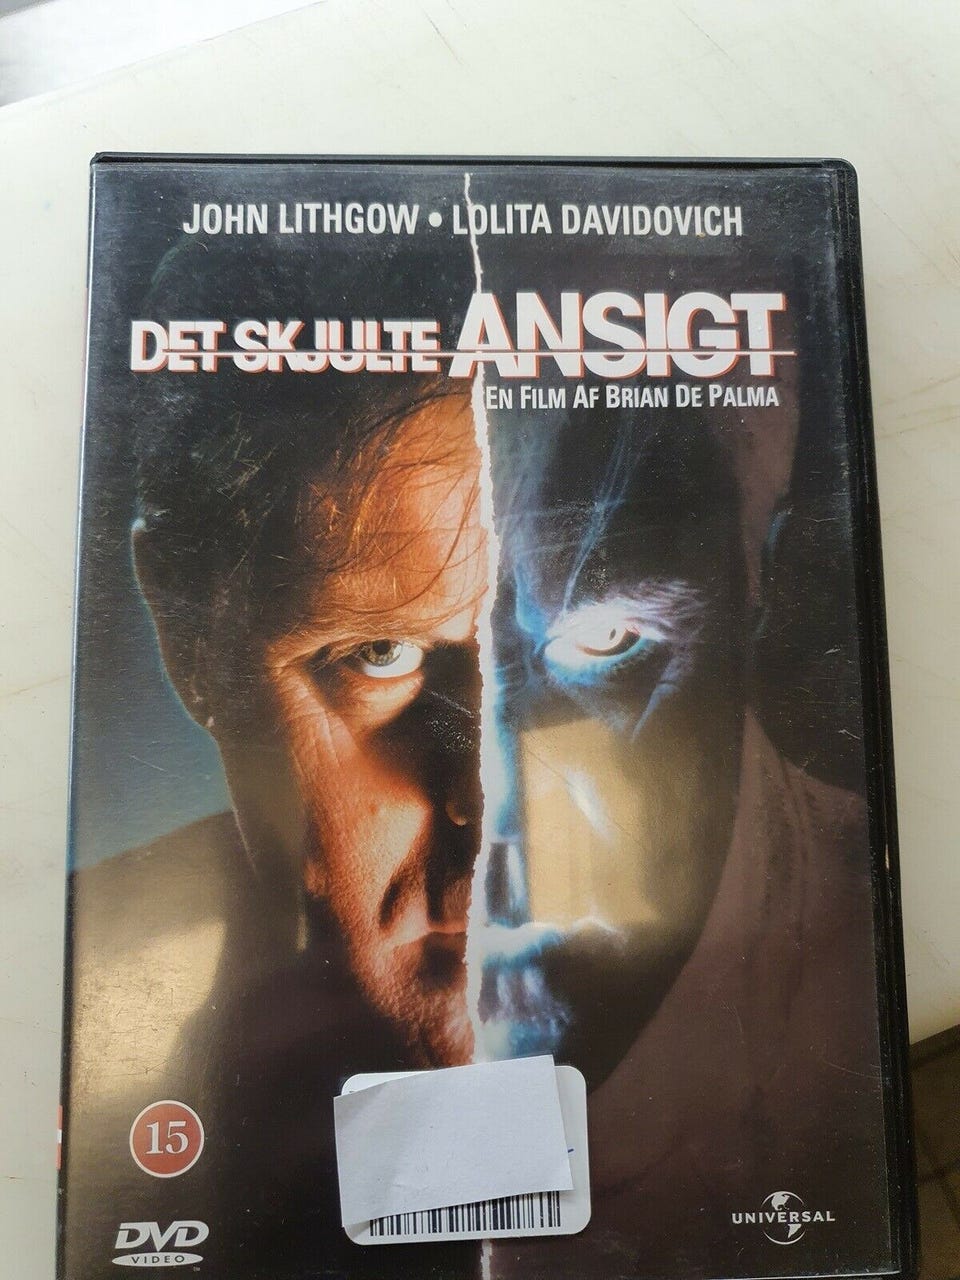 JOHN LITHGOW • LOLITA DAVIDOVICH
DET SKJULTE ANSIGT
EN FILM AF BRIAN DE PALMA
15
DVD
VIDEO
UNIVERSAL